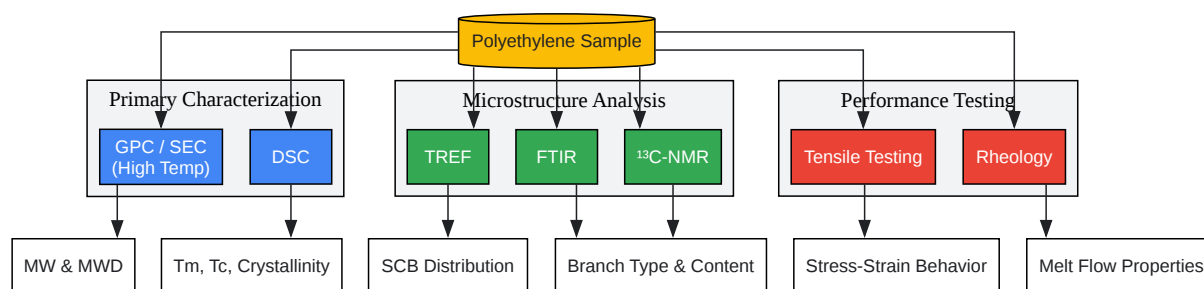 Polyethylene Sample
Primary Characterization
Microstructure Analysis
Performance Testing
GPC / SEC
(High Temp)
DSC
TREF
FTIR
¹³C-NMR
Tensile Testing
Rheology
MW & MWD
Tm, Tc, Crystallinity
SCB Distribution
Branch Type & Content
Stress-Strain Behavior
Melt Flow Properties